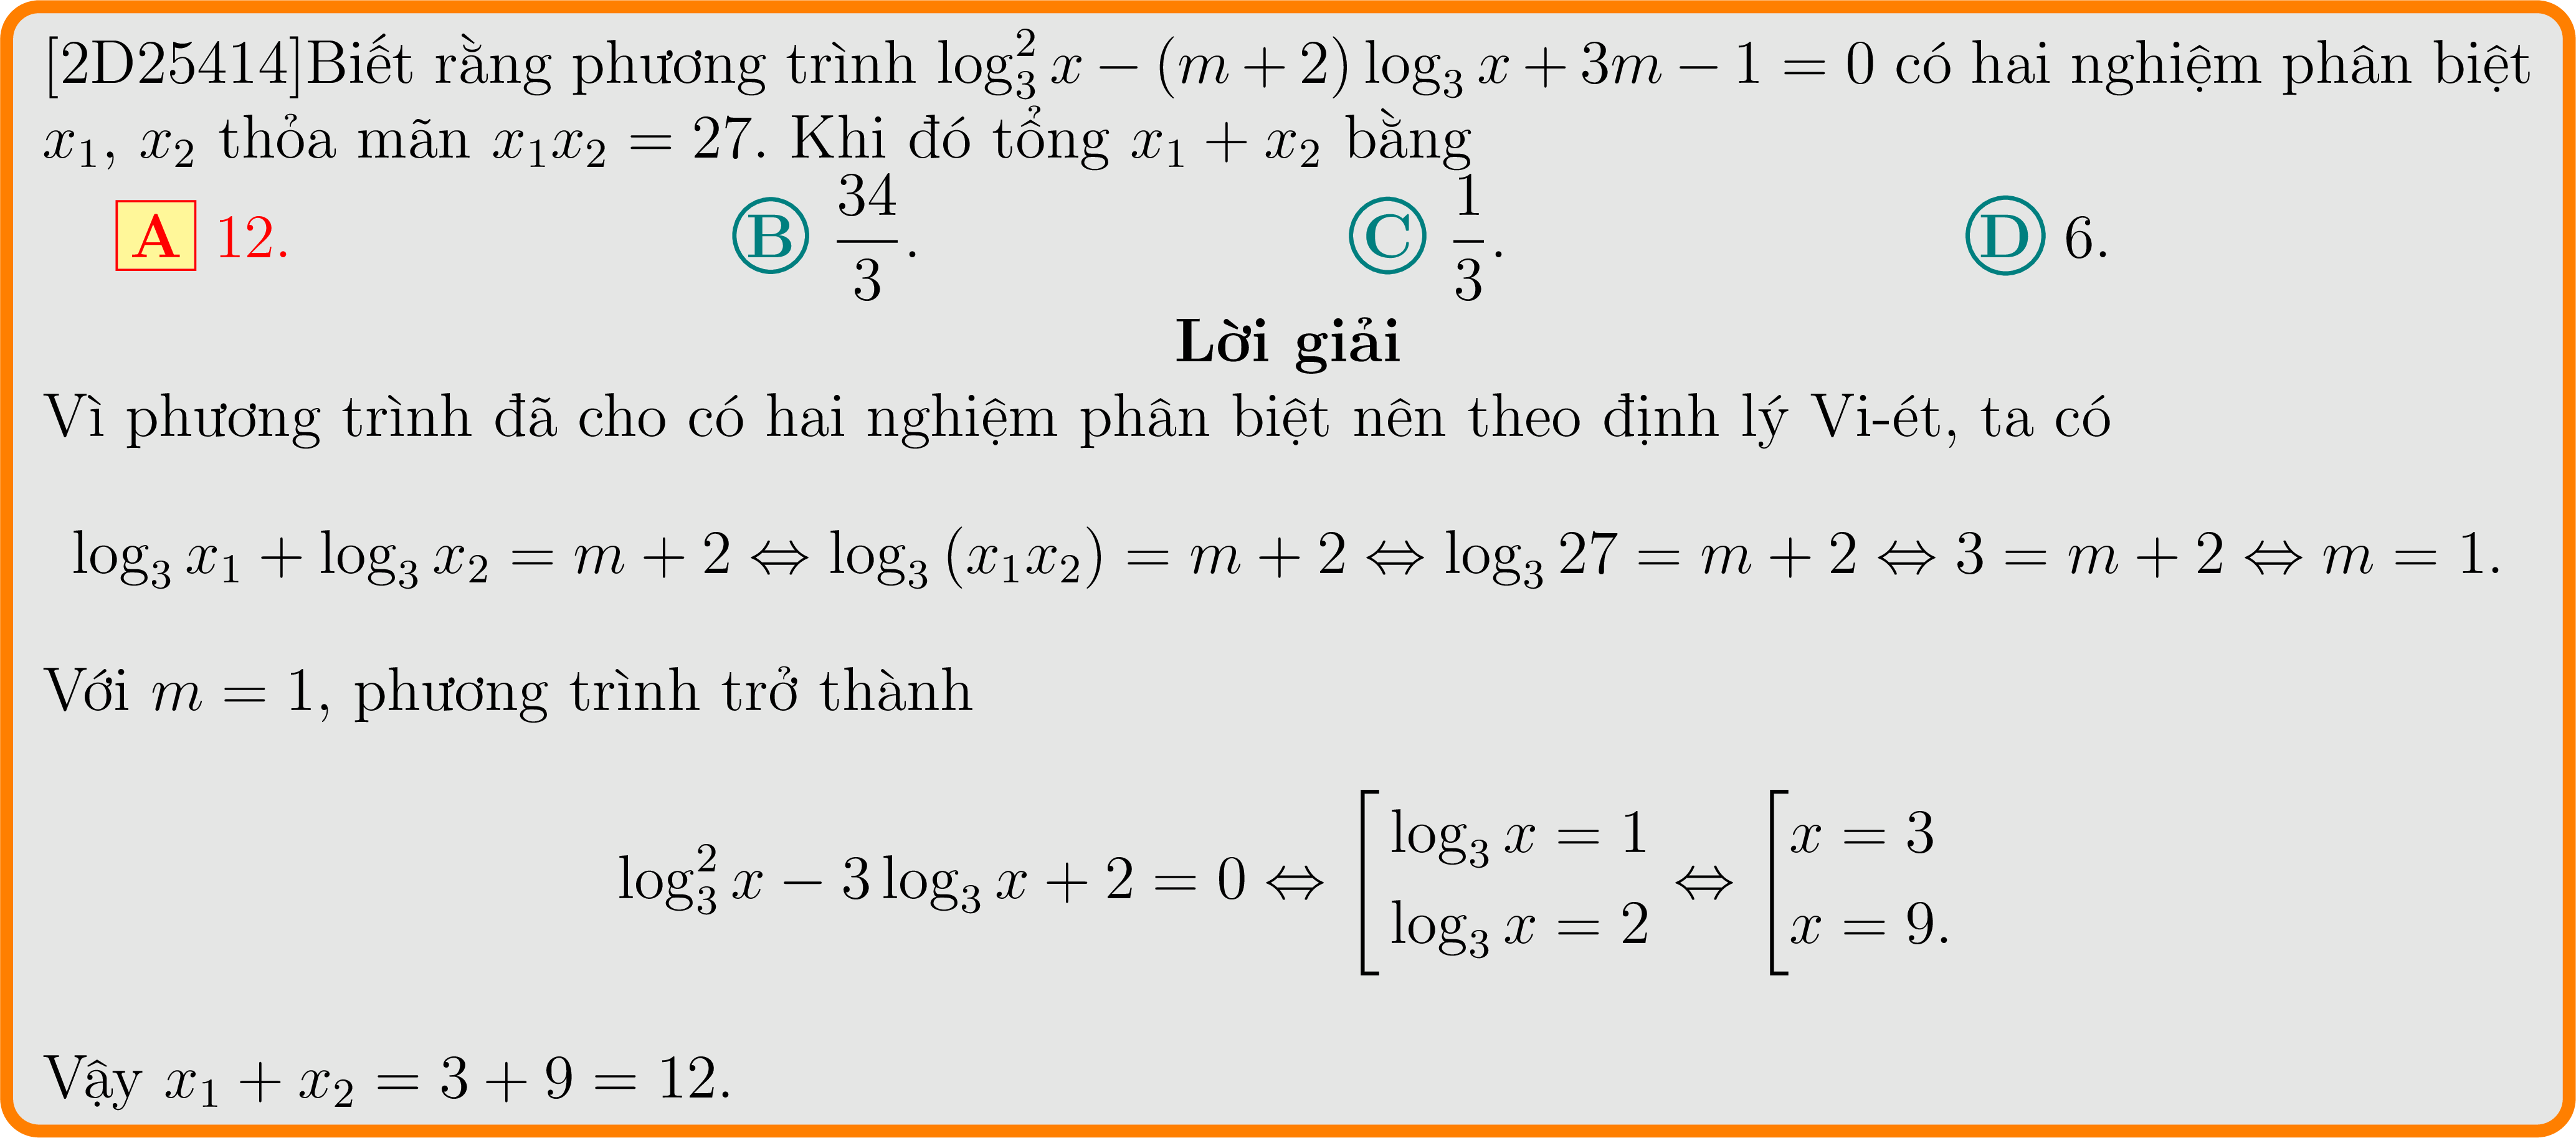 [2D25414]Biết rằng phương trình $\log_3^2 x - (m+2)\log_3 x + 3m - 1 = 0$ có hai nghiệm phân biệt
$x_1$, $x_2$ thỏa mãn $x_1x_2 = 27$. Khi đó tổng $x_1 + x_2$ bằng
A 12. B $\frac{34}{3}$. C $\frac{1}{3}$. D 6.
Lời giải
Vì phương trình đã cho có hai nghiệm phân biệt nên theo định lý Vi-ét, ta có
$\log_3 x_1 + \log_3 x_2 = m + 2 \Leftrightarrow \log_3 (x_1x_2) = m + 2 \Leftrightarrow \log_3 27 = m + 2 \Leftrightarrow 3 = m + 2 \Leftrightarrow m = 1.$
Với $m = 1$, phương trình trở thành
$\log_3^2 x - 3\log_3 x + 2 = 0 \Leftrightarrow \left[\begin{array}{l} \log_3 x = 1 \\ \log_3 x = 2 \end{array}\right. \Leftrightarrow \left[\begin{array}{l} x = 3 \\ x = 9. \end{array}\right.$
Vậy $x_1 + x_2 = 3 + 9 = 12.$